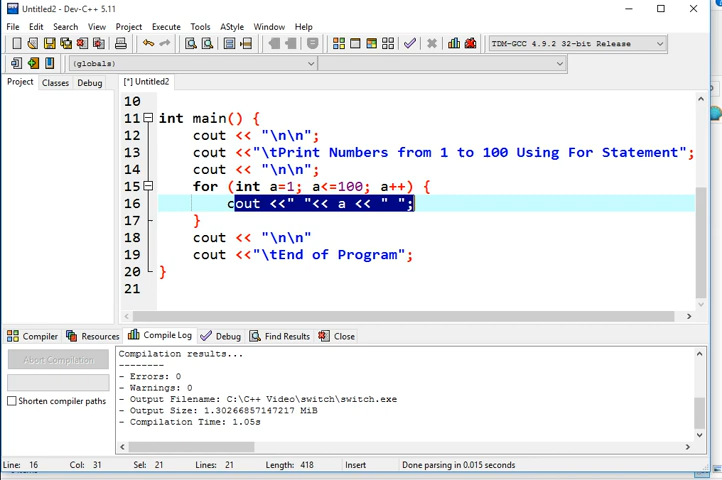 Untitled2 - Dev-C++ 5.11
File Edit Search View Project Execute Tools AStyle Window Help
TDM-GCC 4.9.2 32-bit Release
(globals)
Project Classes Debug [*] Untitled2
10
11 int main() {
12 cout << "\n\n";
13 cout <<"\tPrint Numbers from 1 to 100 Using For Statement";
14 cout << "\n\n";
15 for (int a=1; a<=100; a++) {
16 cout <<" "<< a << " ";
17 }
18 cout << "\n\n"
19 cout <<"\tEnd of Program";
20 }
21
Compiler Resources Compile Log Debug Find Results Close
Abort Compilation
Shorten compiler paths
Compilation results...
--------
- Errors: 0
- Warnings: 0
- Output Filename: C:\C++ Video\switch\switch.exe
- Output Size: 1.30266857147217 MiB
- Compilation Time: 1.05s
Line: 16 Col: 31 Sel: 21 Lines: 21 Length: 418 Insert Done parsing in 0.015 seconds